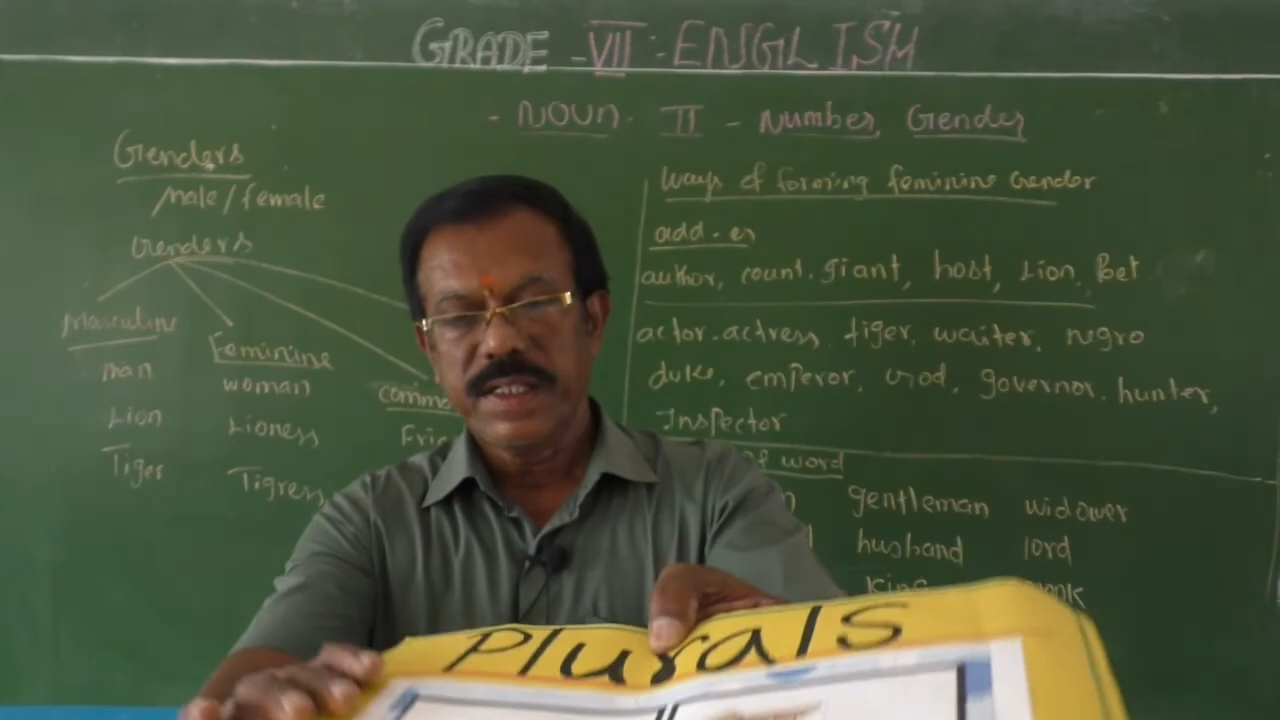 GRADE - VII : ENGLISH
- NOUN - II - Number, Gender
Genders
male/female
Genders
Masculine
Feminine
man
woman
Lion
Lioness
Tiger
Tigress
Ways of forming feminine Gender
add - es
author, count, giant, host, Lion, Poet
actor - actress, tiger, waiter, negro
duke, emperor, God, governor, hunter,
Inspector
of word
gentleman widower
husband lord
Plurals